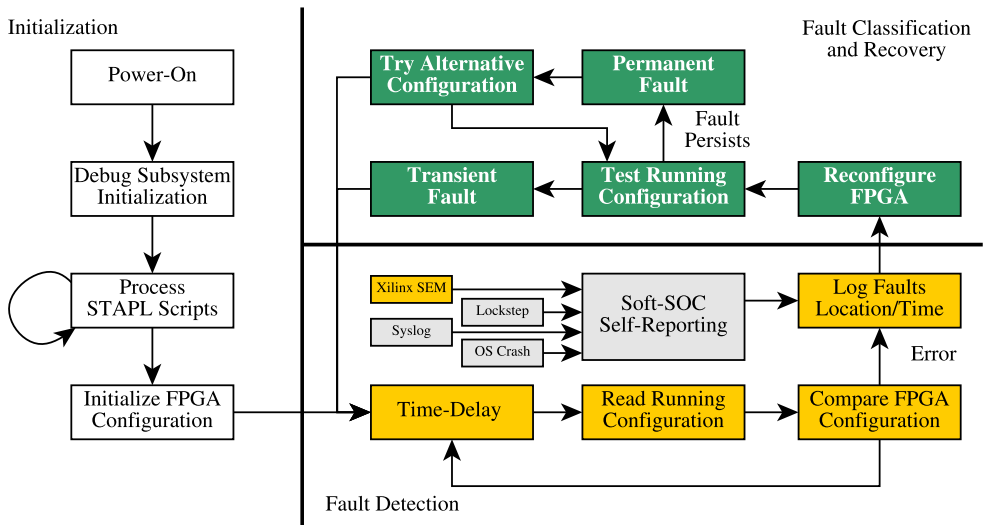 Initialization
Power-On
Debug Subsystem
Initialization
Process
STAPL Scripts
Initialize FPGA
Configuration
Fault Classification
and Recovery
Try Alternative
Configuration
Permanent
Fault
Fault
Persists
Transient
Fault
Test Running
Configuration
Reconfigure
FPGA
Xilinx SEM
Lockstep
Syslog
OS Crash
Soft-SOC
Self-Reporting
Log Faults
Location/Time
Error
Time-Delay
Read Running
Configuration
Compare FPGA
Configuration
Fault Detection